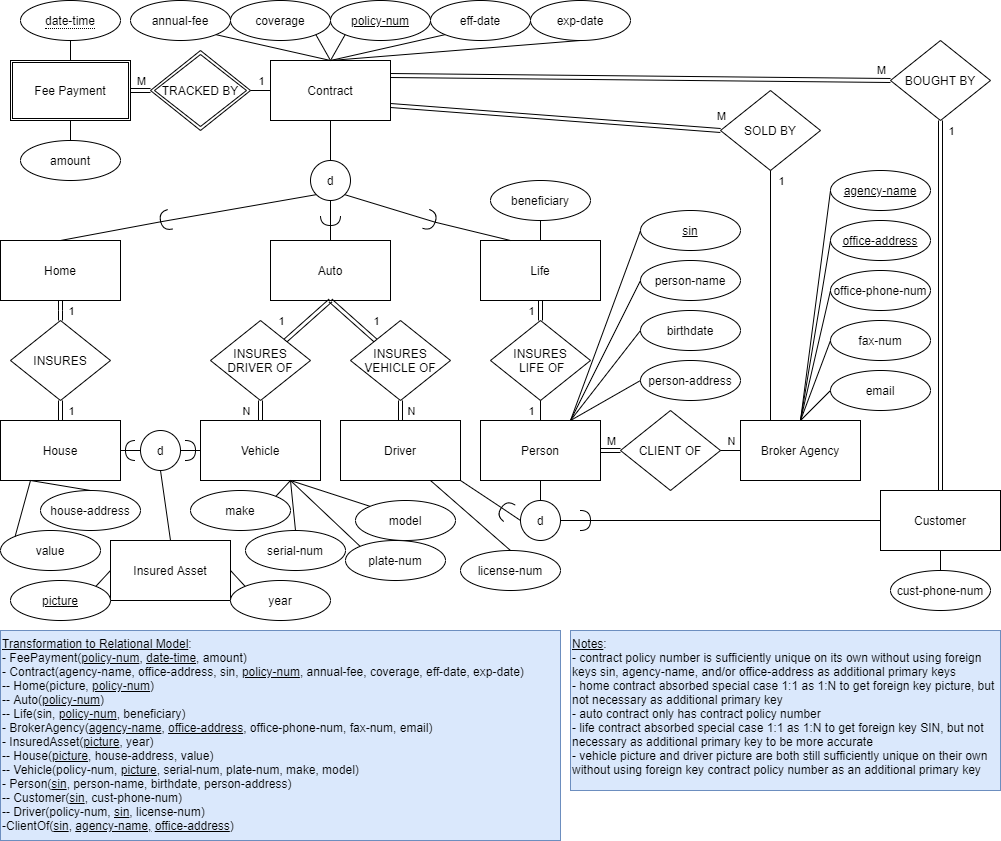 date-time
annual-fee
coverage
policy-num
eff-date
exp-date
Fee Payment
M
TRACKED BY
1
Contract
M
BOUGHT BY
amount
M
SOLD BY
1
d
1
beneficiary
agency-name
sin
office-address
Home
Auto
Life
person-name
office-phone-num
1
1
1
1
birthdate
fax-num
INSURES
INSURES
DRIVER OF
INSURES
VEHICLE OF
INSURES
LIFE OF
person-address
email
1
N
N
1
House
d
Vehicle
Driver
Person
M
CLIENT OF
N
Broker Agency
house-address
make
model
d
Customer
value
serial-num
plate-num
license-num
Insured Asset
picture
year
cust-phone-num
Transformation to Relational Model:
- FeePayment(policy-num, date-time, amount)
- Contract(agency-name, office-address, sin, policy-num, annual-fee, coverage, eff-date, exp-date)
-- Home(picture, policy-num)
-- Auto(policy-num)
-- Life(sin, policy-num, beneficiary)
- BrokerAgency(agency-name, office-address, office-phone-num, fax-num, email)
- InsuredAsset(picture, year)
-- House(picture, house-address, value)
-- Vehicle(policy-num, picture, serial-num, plate-num, make, model)
- Person(sin, person-name, birthdate, person-address)
-- Customer(sin, cust-phone-num)
-- Driver(policy-num, sin, license-num)
-ClientOf(sin, agency-name, office-address)
Notes:
- contract policy number is sufficiently unique on its own without using foreign
keys sin, agency-name, and/or office-address as additional primary keys
- home contract absorbed special case 1:1 as 1:N to get foreign key picture, but
not necessary as additional primary key
- auto contract only has contract policy number
- life contract absorbed special case 1:1 as 1:N to get foreign key SIN, but not
necessary as additional primary key to be more accurate
- vehicle picture and driver picture are both still sufficiently unique on their own
without using foreign key contract policy number as an additional primary key